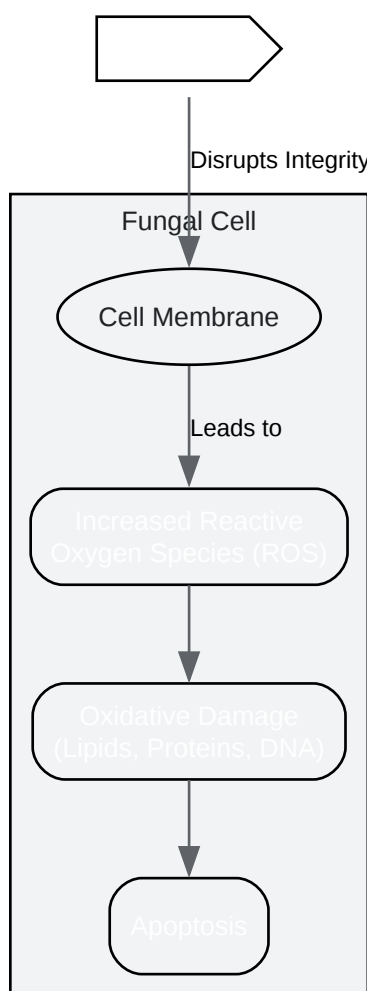 Disrupts Integrity
Fungal Cell
Cell Membrane
Leads to
Increased Reactive
Oxygen Species (ROS)
Oxidative Damage
(Lipids, Proteins, DNA)
Apoptosis